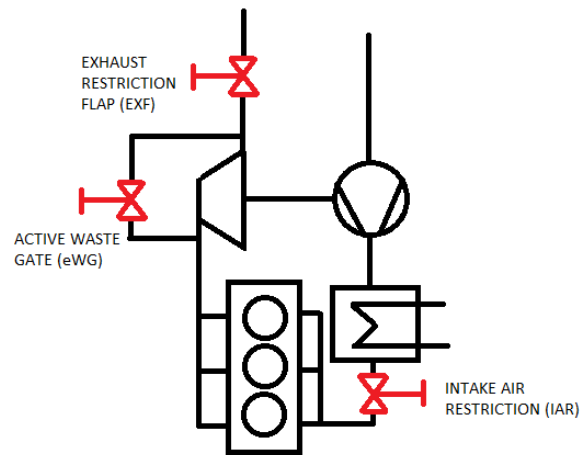 EXHAUST
RESTRICTION
FLAP (EXF)
ACTIVE WASTE
GATE (eWG)
INTAKE AIR
RESTRICTION (IAR)